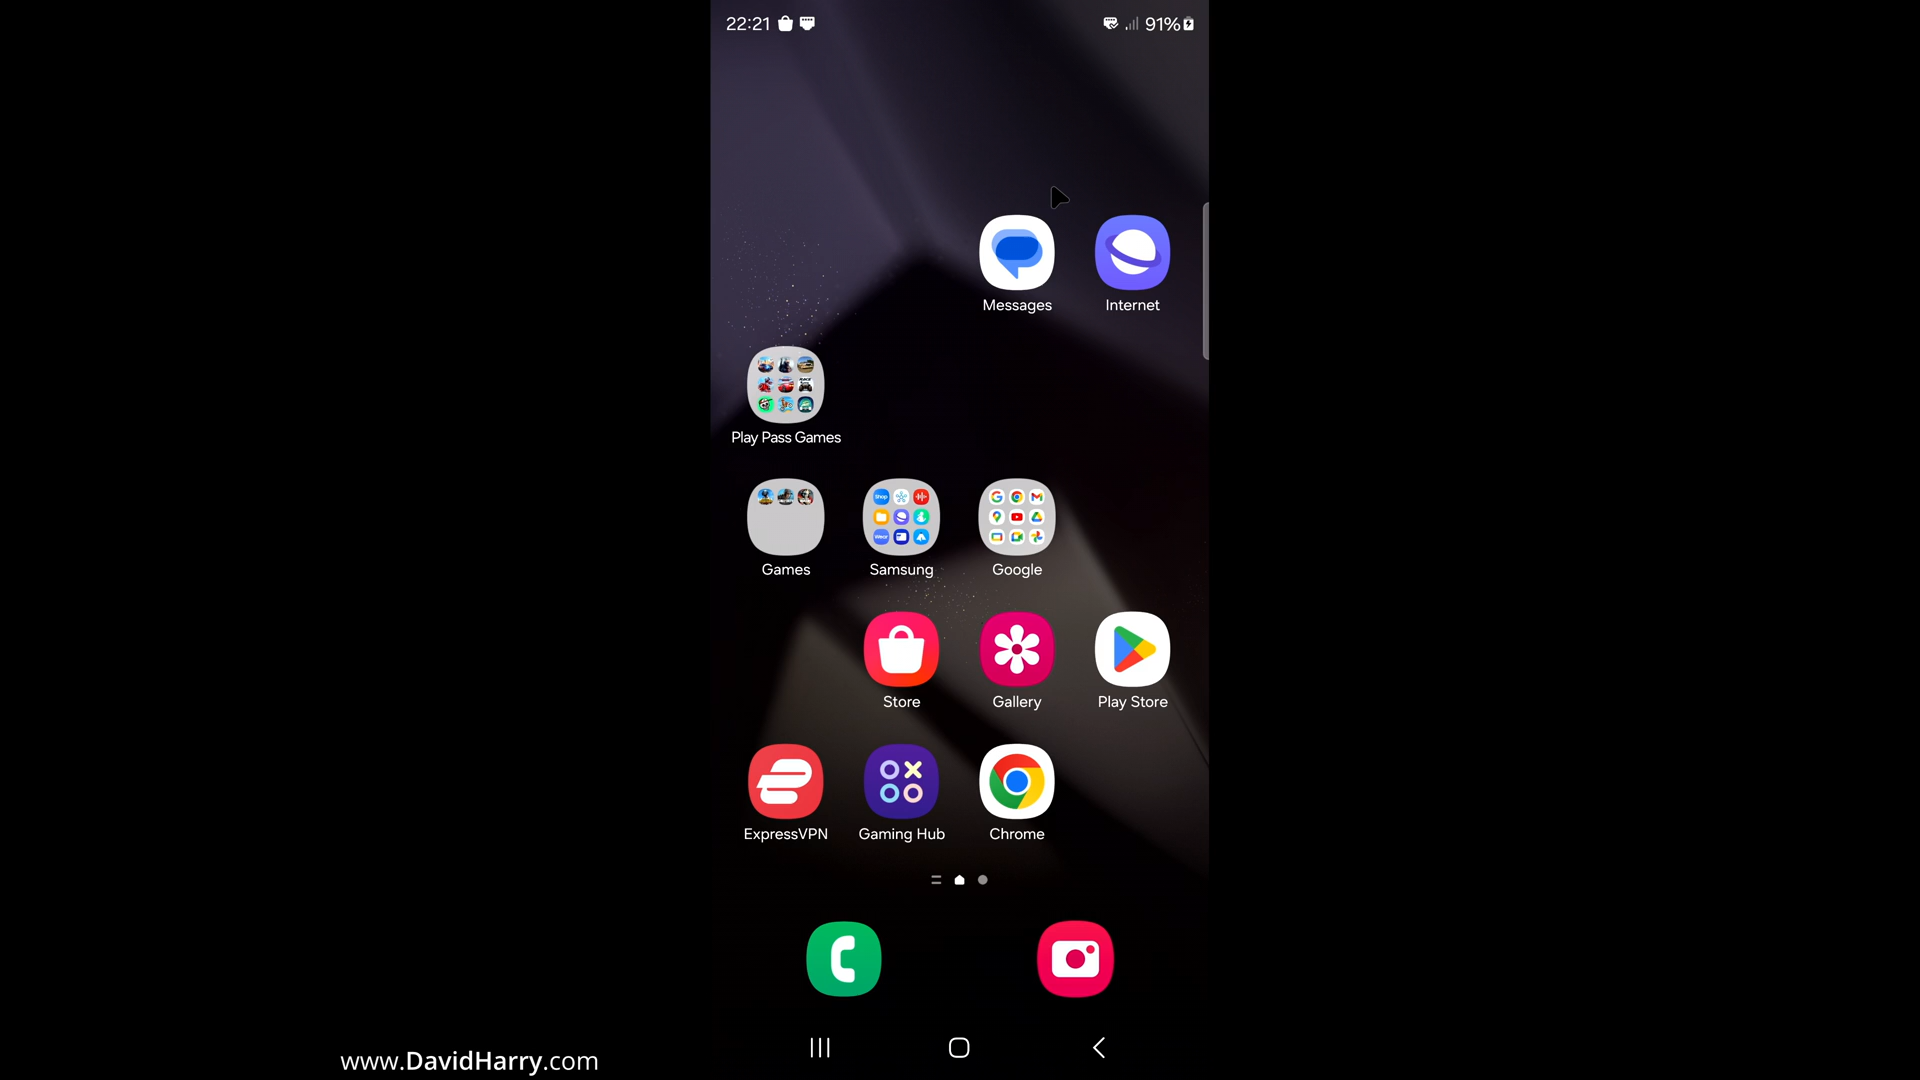 22:21
91%
Messages
Internet
Play Pass Games
Games
Samsung
Google
Store
Gallery
Play Store
ExpressVPN
Gaming Hub
Chrome
www.DavidHarry.com